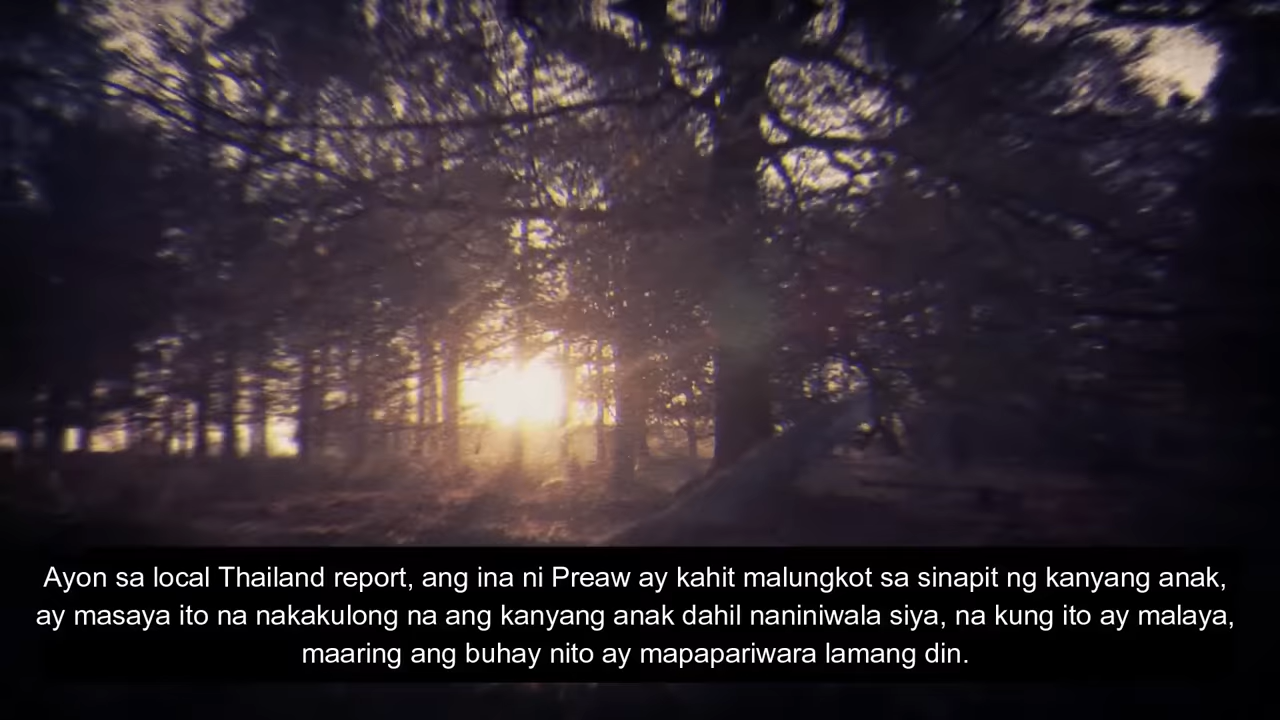 Ayon sa local Thailand report, ang ina ni Preaw ay kahit malungkot sa sinapit ng kanyang anak,
ay masaya ito na nakakulong na ang kanyang anak dahil naniniwala siya, na kung ito ay malaya,
maaring ang buhay nito ay mapapariwara lamang din.